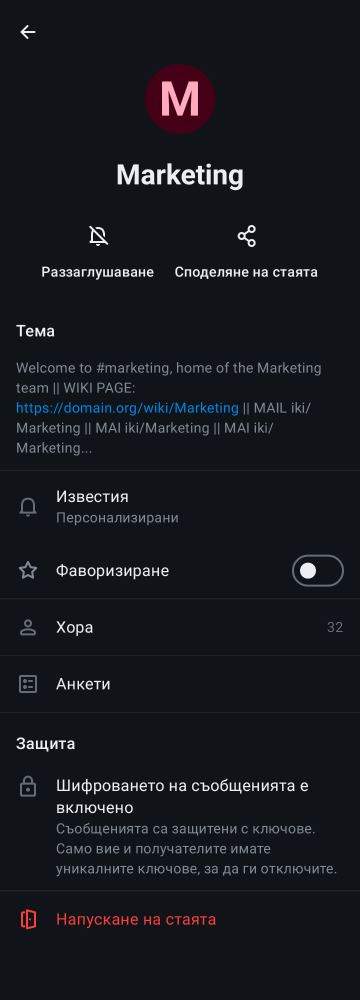 M
Marketing
Раззаглушаване
Споделяне на стаята
Тема
Welcome to #marketing, home of the Marketing
team || WIKI PAGE:
https://domain.org/wiki/Marketing || MAIL iki/
Marketing || MAI iki/Marketing || MAI iki/
Marketing...
Известия
Персонализирани
Фаворизиране
Хора 32
Анкети
Защита
Шифроването на съобщенията е
включено
Съобщенията са защитени с ключове.
Само вие и получателите имате
уникалните ключове, за да ги отключите.
Напускане на стаята